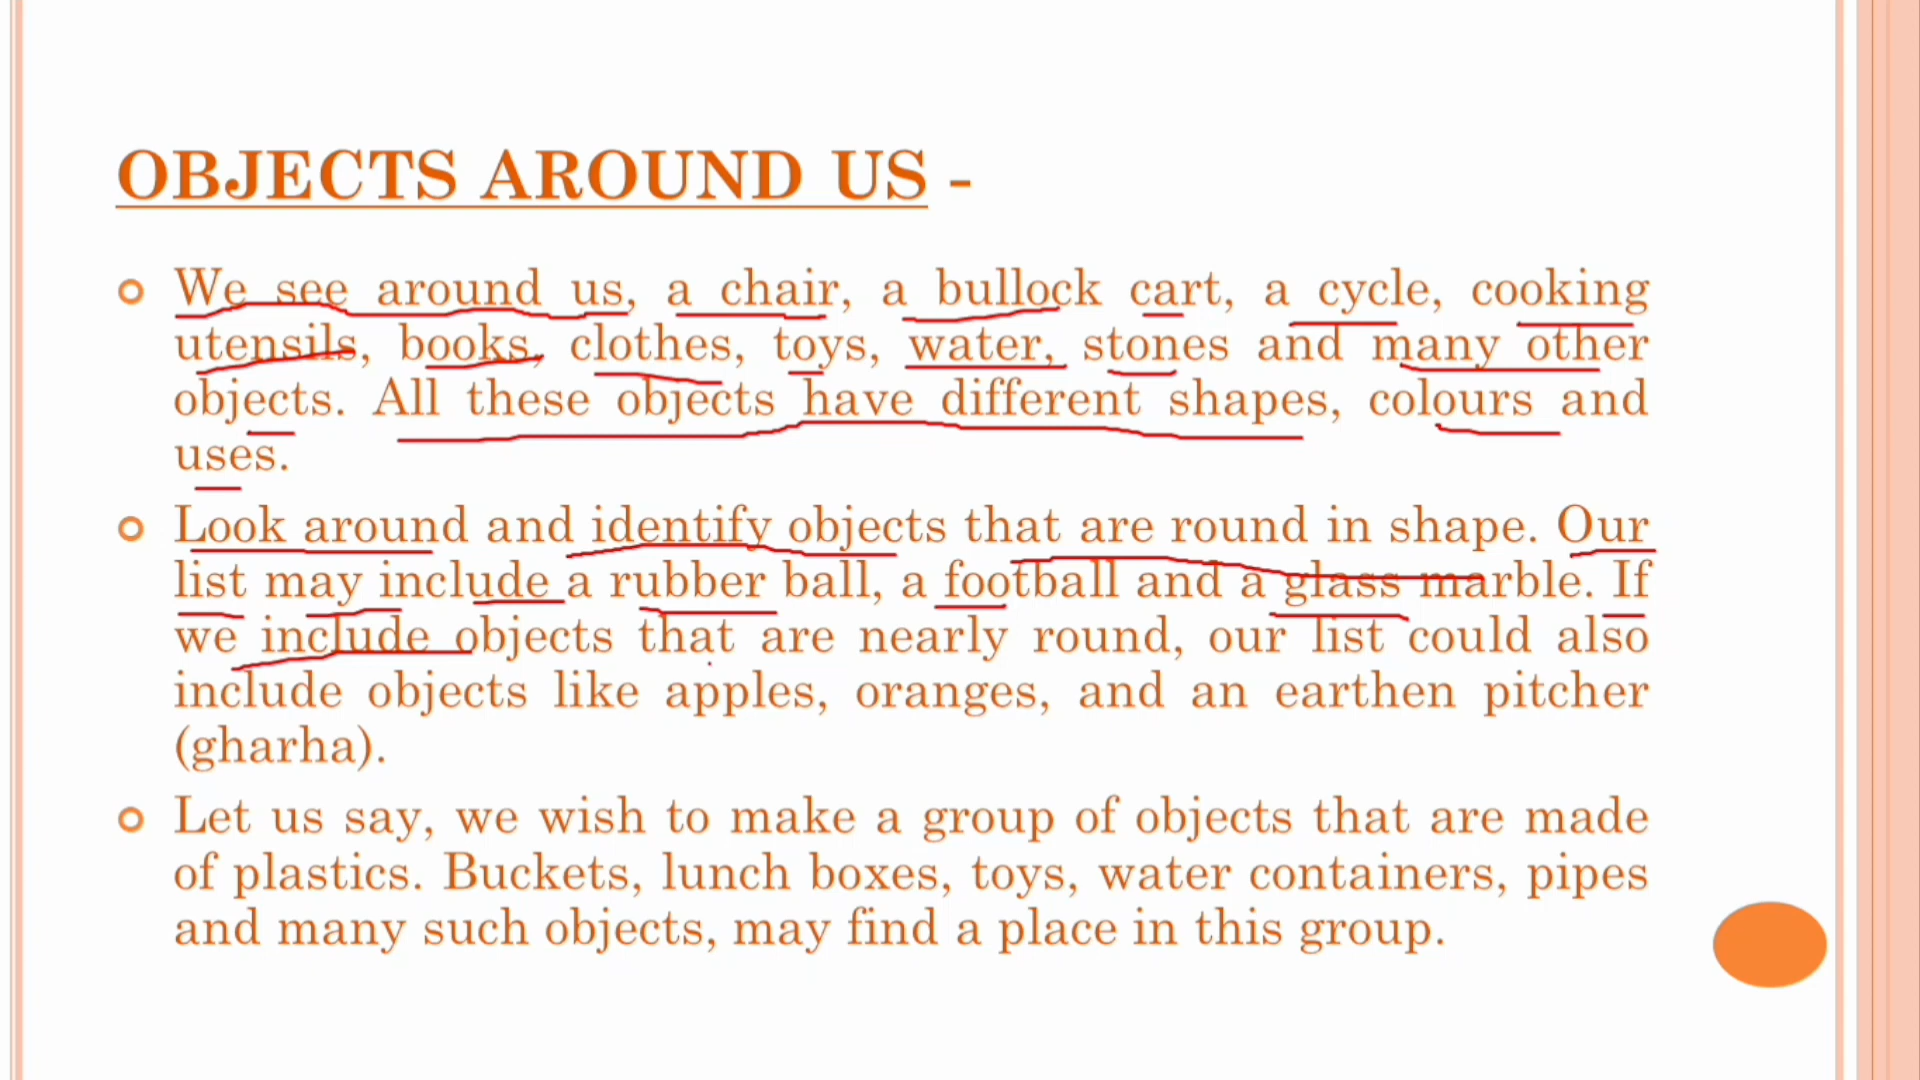 OBJECTS AROUND US -
We see around us, a chair, a bullock cart, a cycle, cooking
utensils, books, clothes, toys, water, stones and many other
objects. All these objects have different shapes, colours and
uses.
Look around and identify objects that are round in shape. Our
list may include a rubber ball, a football and a glass marble. If
we include objects that are nearly round, our list could also
include objects like apples, oranges, and an earthen pitcher
(gharha).
Let us say, we wish to make a group of objects that are made
of plastics. Buckets, lunch boxes, toys, water containers, pipes
and many such objects, may find a place in this group.